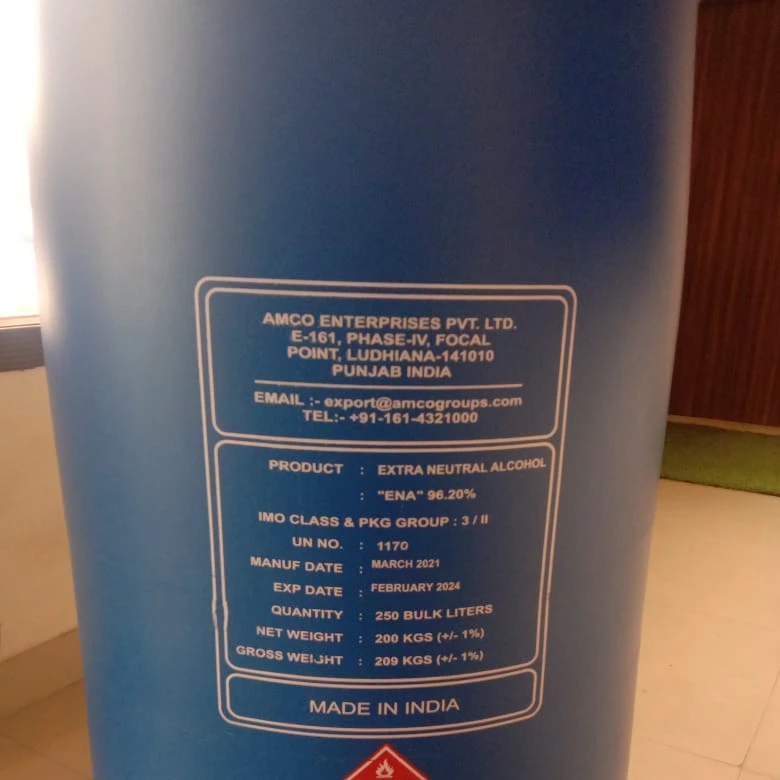 AMCO ENTERPRISES PVT. LTD.
E-161, PHASE-IV, FOCAL
POINT, LUDHIANA-141010
PUNJAB INDIA
EMAIL :- export@amcogroups.com
TEL:- +91-161-4321000
PRODUCT : EXTRA NEUTRAL ALCOHOL
: "ENA" 96.20%
IMO CLASS & PKG GROUP : 3 / II
UN NO. : 1170
MANUF DATE : MARCH 2021
EXP DATE : FEBRUARY 2024
QUANTITY : 250 BULK LITERS
NET WEIGHT : 200 KGS (+/- 1%)
GROSS WEIGHT : 209 KGS (+/- 1%)
MADE IN INDIA